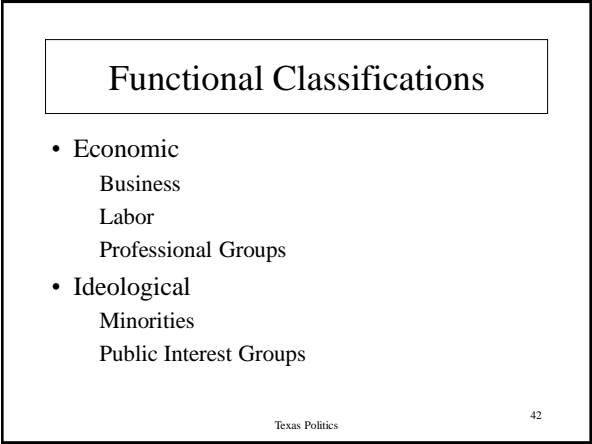 Functional Classifications
• Economic
Business
Labor
Professional Groups
• Ideological
Minorities
Public Interest Groups
Texas Politics
42